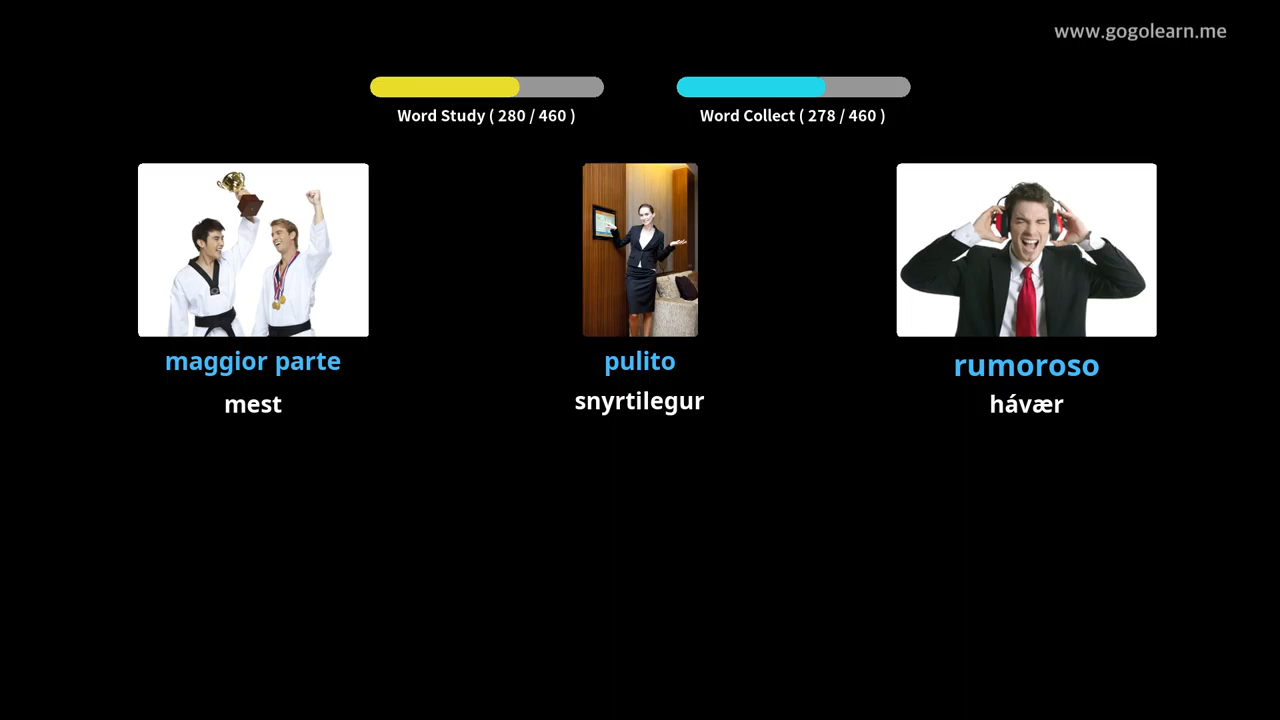 www.gogolearn.me
Word Study ( 280 / 460 )
Word Collect ( 278 / 460 )
maggior parte
mest
pulito
snyrtilegur
rumoroso
hávær